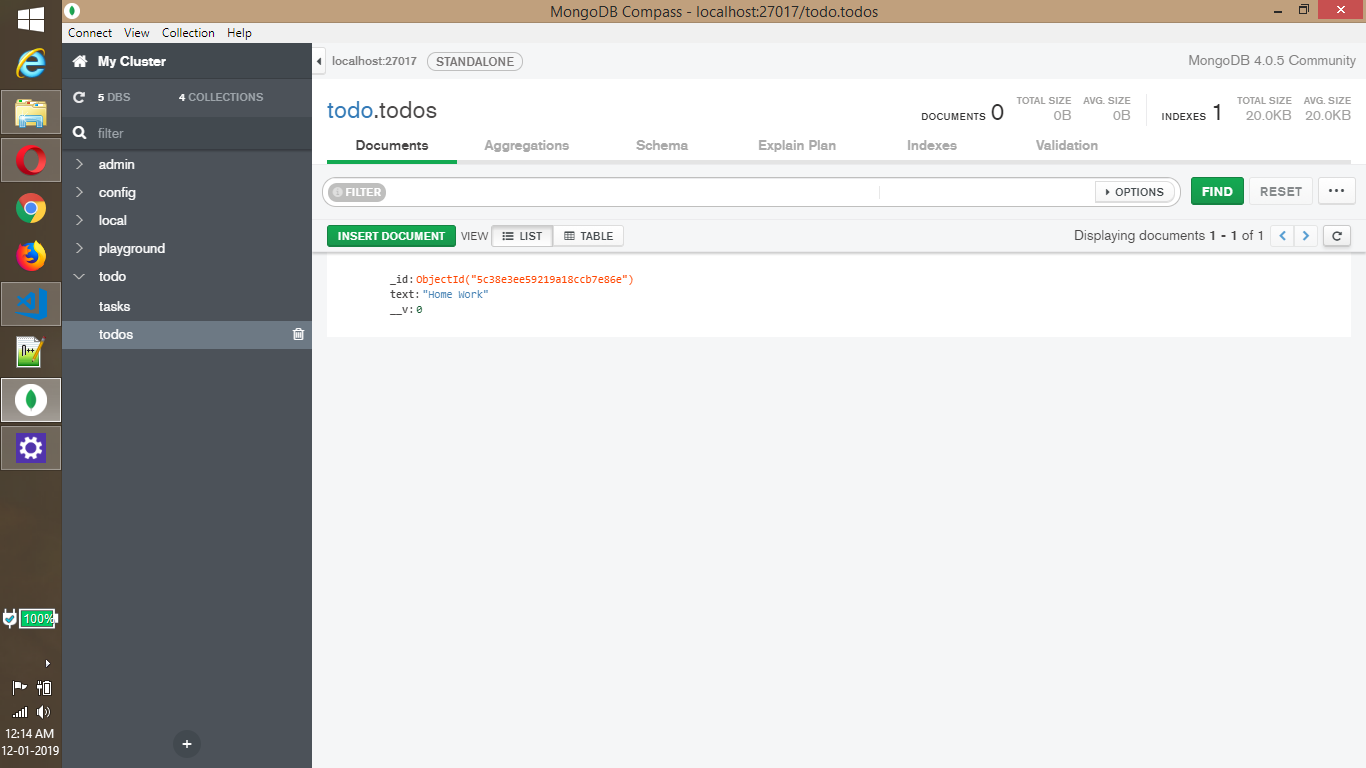 MongoDB Compass - localhost:27017/todo.todos
Connect View Collection Help
My Cluster
localhost:27017 STANDALONE
MongoDB 4.0.5 Community
5 DBS 4 COLLECTIONS
filter
todo.todos
DOCUMENTS 0 TOTAL SIZE 0B AVG. SIZE 0B INDEXES 1 TOTAL SIZE 20.0KB AVG. SIZE 20.0KB
Documents Aggregations Schema Explain Plan Indexes Validation
admin
config
local
playground
todo
tasks
todos
FILTER OPTIONS FIND RESET ...
INSERT DOCUMENT VIEW LIST TABLE Displaying documents 1 - 1 of 1
_id: ObjectId("5c38e3ee59219a18ccb7e86e")
text: "Home Work"
__v: 0
N++
100%
12:14 AM
12-01-2019